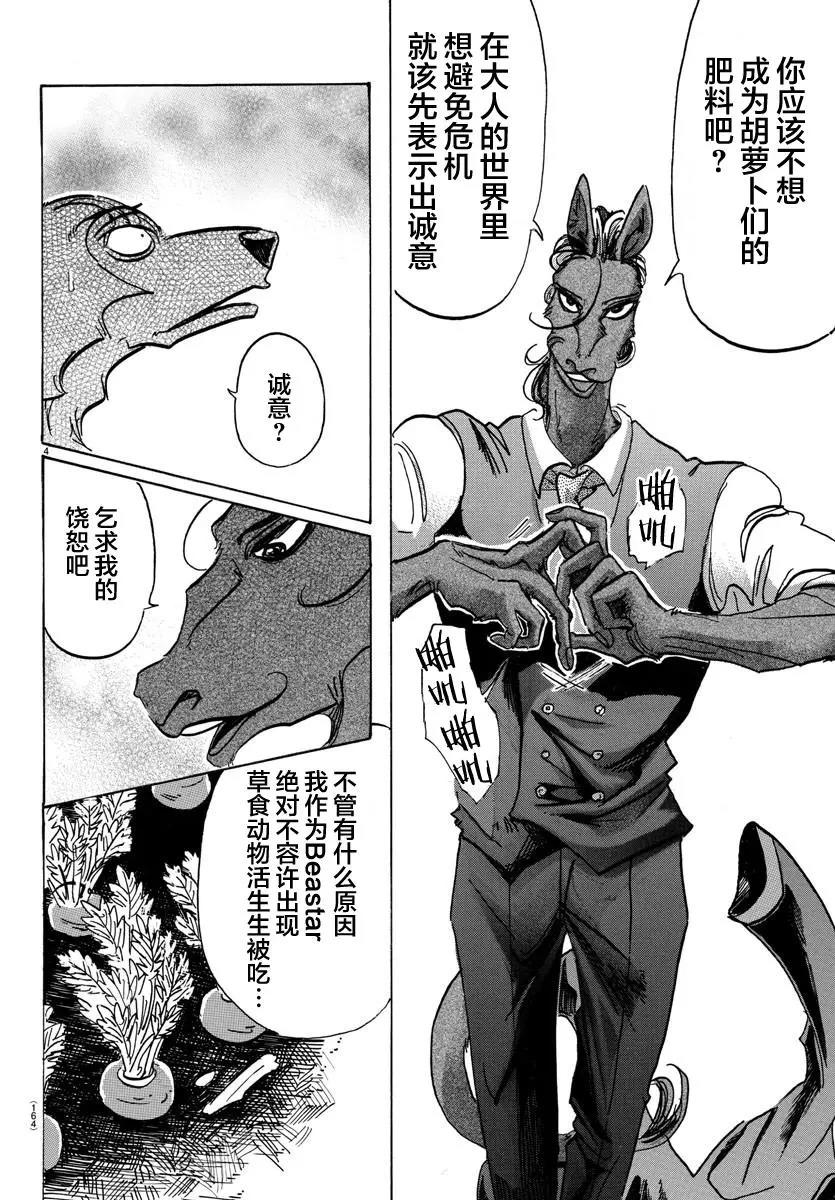 你应该不想
成为胡萝卜们的
肥料吧？
在大人的世界里
想避免危机
就该先表示出诚意
啪
啪
啪
诚意？
4
乞求我的
饶恕吧
不管有什么原因
我作为Beastar
绝对不容许出现
草食动物活生生被吃…
(164)